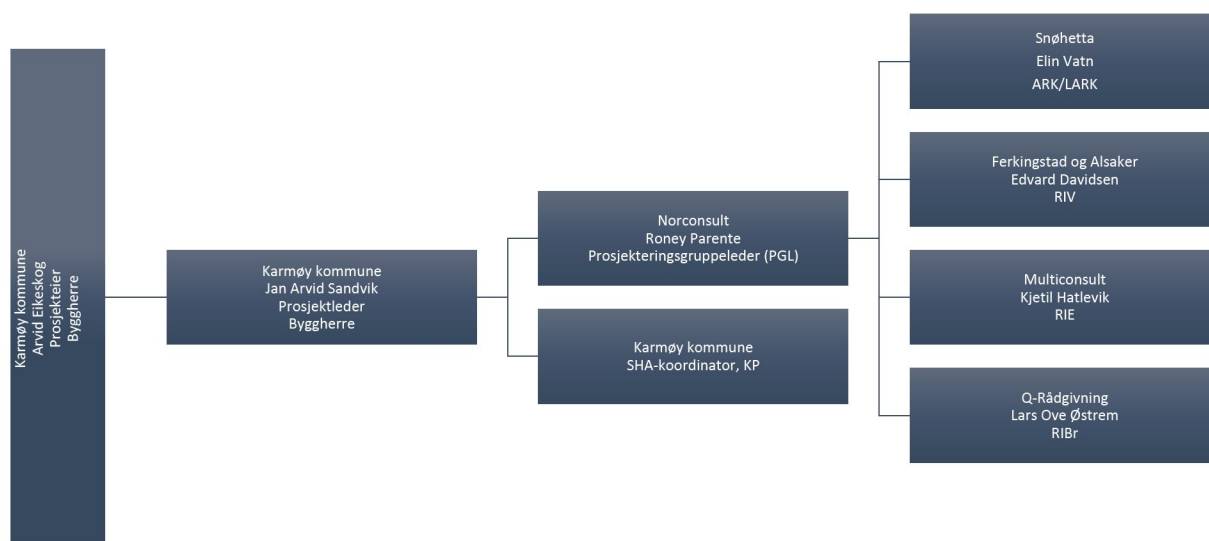 Karmøy kommune
Arvid Eikeskog
Prosjekteier
Byggherre
Karmøy kommune
Jan Arvid Sandvik
Prosjektleder
Byggherre
Norconsult
Roney Parente
Prosjekteringsgruppeleder (PGL)
Karmøy kommune
SHA-koordinator, KP
Snøhetta
Elin Vatn
ARK/LARK
Ferkingstad og Alsaker
Edvard Davidsen
RIV
Multiconsult
Kjetil Hatlevik
RIE
Q-Rådgivning
Lars Ove Østrem
RIBr